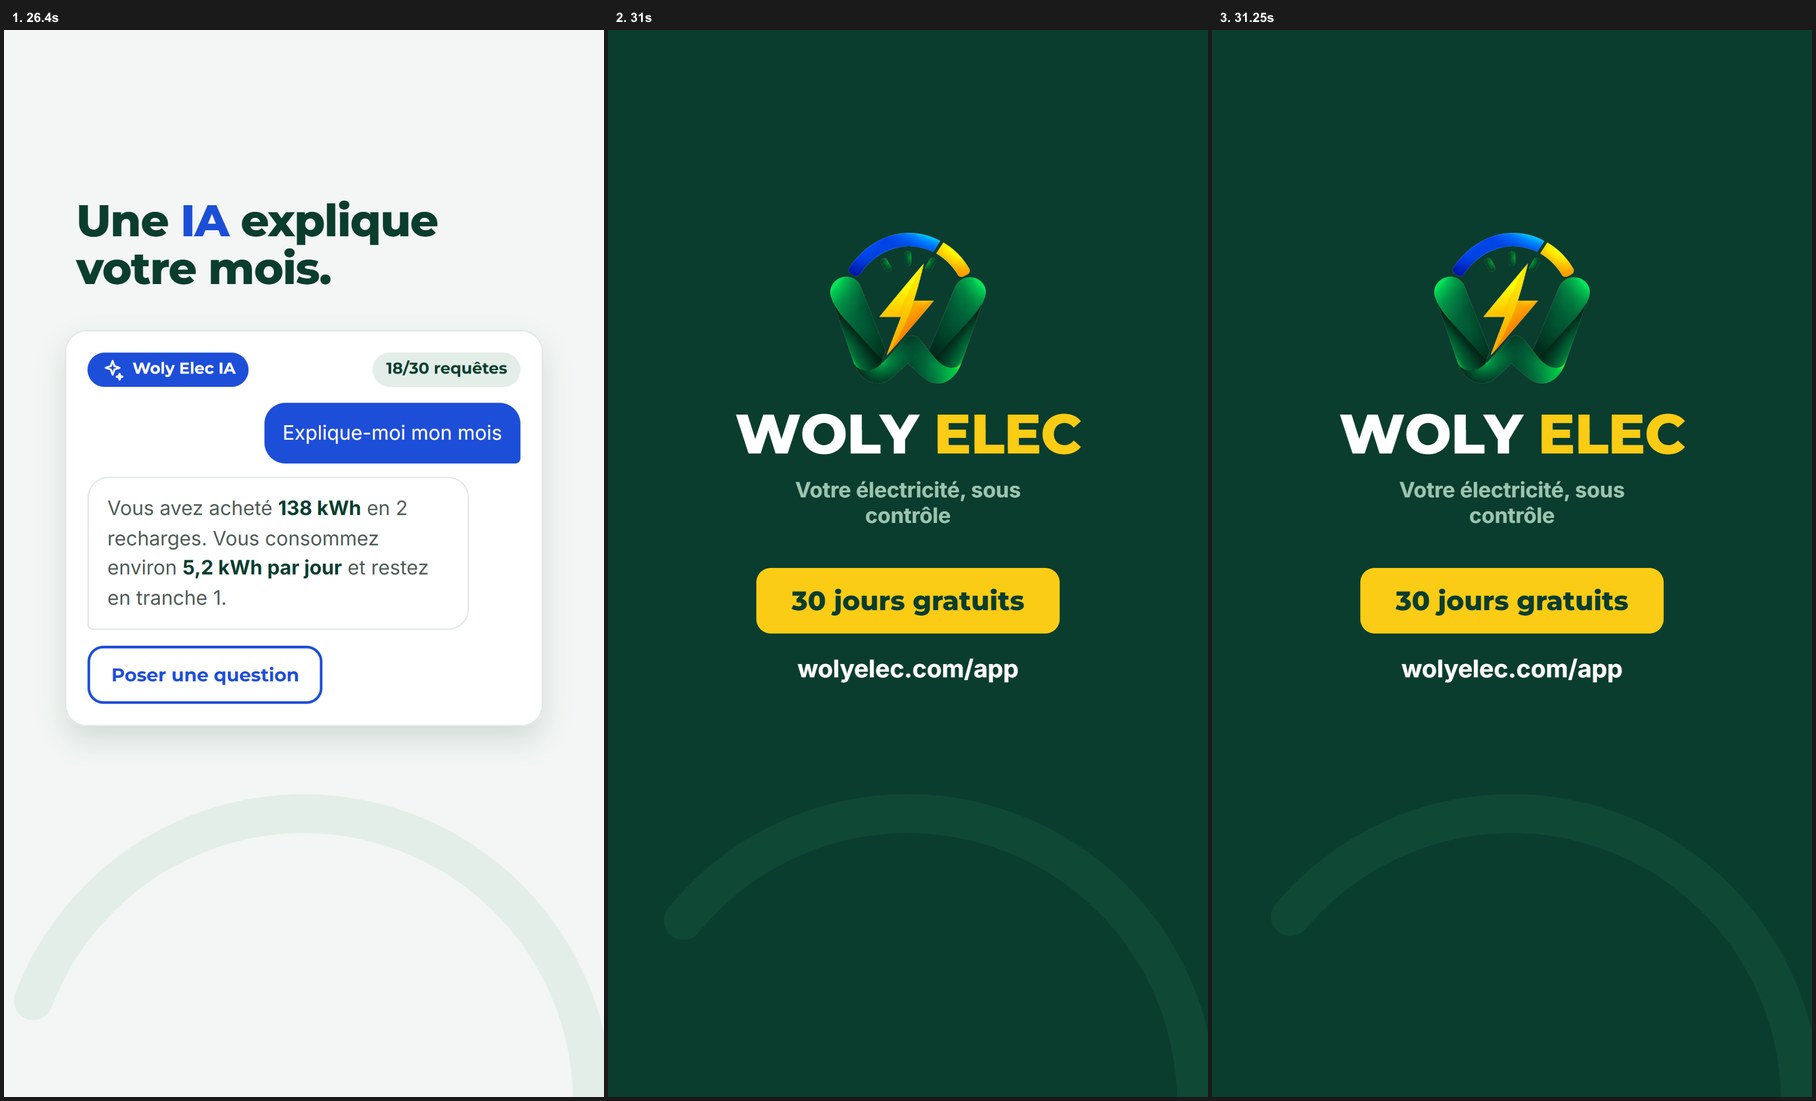 1. 26.4s
Une IA explique
votre mois.
Woly Elec IA
18/30 requêtes
Explique-moi mon mois
Vous avez acheté 138 kWh en 2
recharges. Vous consommez
environ 5,2 kWh par jour et restez
en tranche 1.
Poser une question
2. 31s
WOLY ELEC
Votre électricité, sous
contrôle
30 jours gratuits
wolyelec.com/app
3. 31.25s
WOLY ELEC
Votre électricité, sous
contrôle
30 jours gratuits
wolyelec.com/app